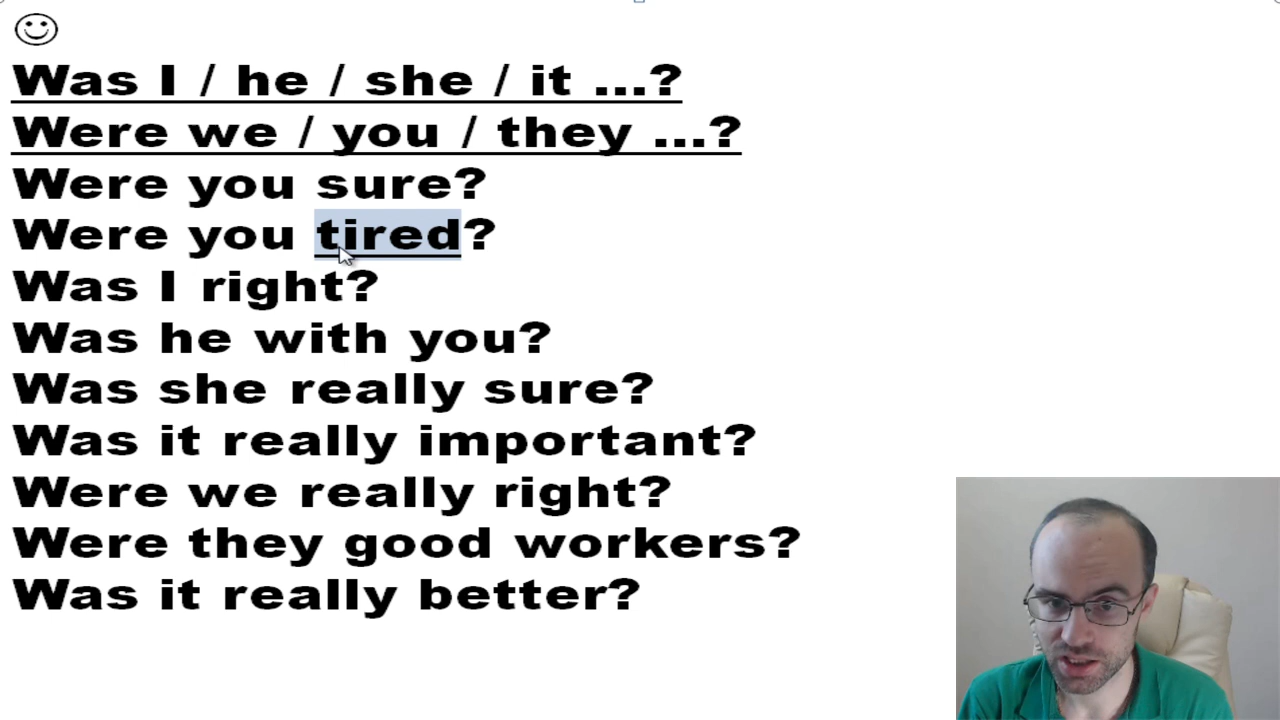 Was I / he / she / it ...?
Were we / you / they ...?
Were you sure?
Were you tired?
Was I right?
Was he with you?
Was she really sure?
Was it really important?
Were we really right?
Were they good workers?
Was it really better?